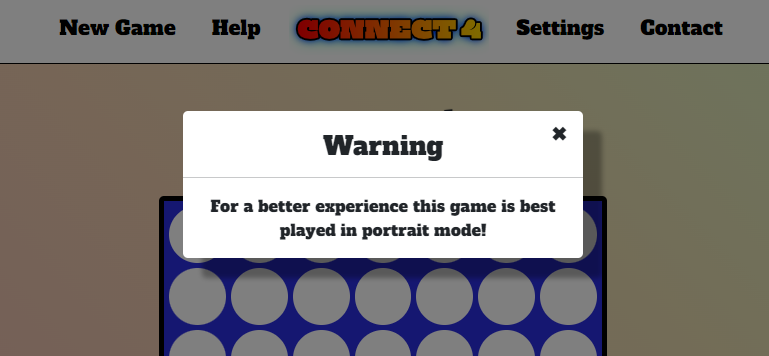 New Game Help CONNECT 4 Settings Contact
✖
Warning
For a better experience this game is best
played in portrait mode!